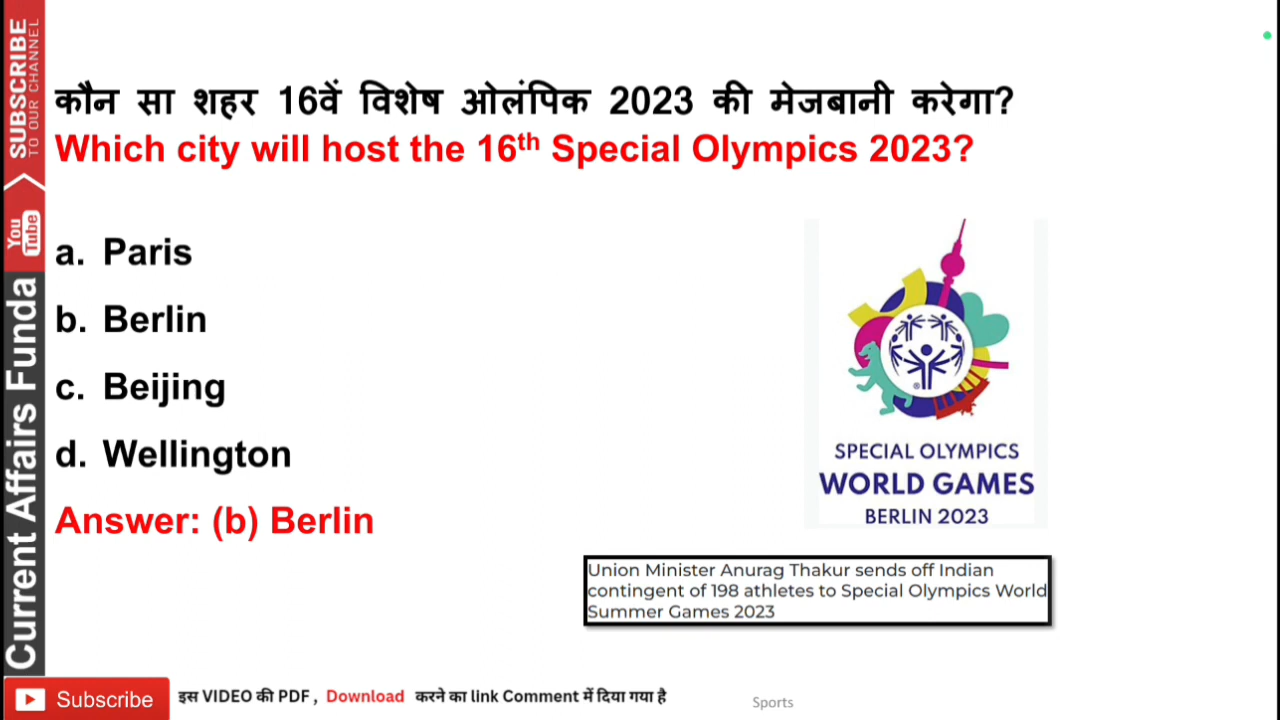 SUBSCRIBE
TO OUR CHANNEL
You
Tube
Current Affairs Funda
कौन सा शहर 16वें विशेष ओलंपिक 2023 की मेजबानी करेगा?
Which city will host the 16th Special Olympics 2023?
a. Paris
b. Berlin
c. Beijing
d. Wellington
Answer: (b) Berlin
®
SPECIAL OLYMPICS
WORLD GAMES
BERLIN 2023
Union Minister Anurag Thakur sends off Indian
contingent of 198 athletes to Special Olympics World
Summer Games 2023
Subscribe
इस VIDEO की PDF , Download करने का link Comment में दिया गया है
Sports